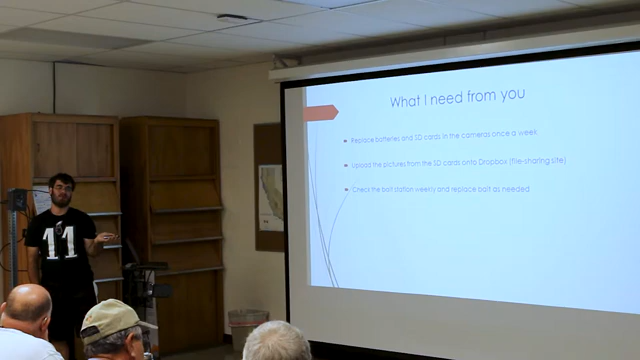 What I need from you
Replace batteries and SD cards in the cameras once a week
Upload the pictures from the SD cards onto Dropbox (file-sharing site)
Check the bait station weekly and replace bait as needed
11